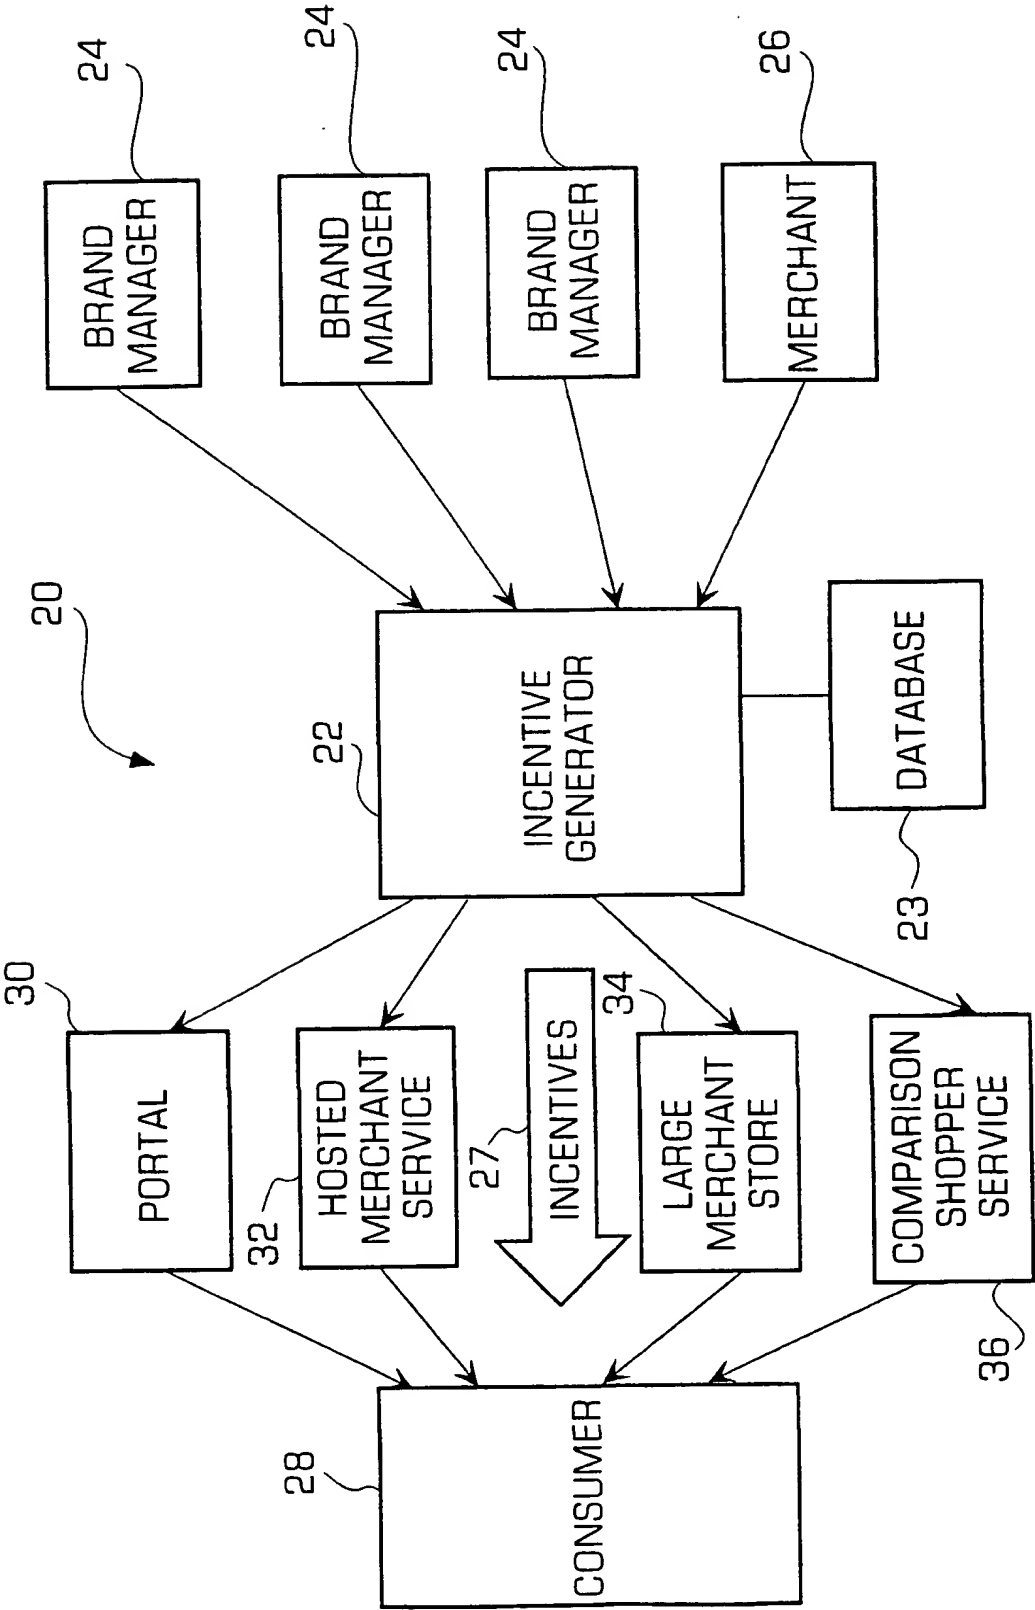 20
28
CONSUMER
30
PORTAL
32
HOSTED
MERCHANT
SERVICE
27
INCENTIVES
34
LARGE
MERCHANT
STORE
COMPARISON
SHOPPER
SERVICE
36
22
INCENTIVE
GENERATOR
DATABASE
23
24
BRAND
MANAGER
24
BRAND
MANAGER
24
BRAND
MANAGER
26
MERCHANT